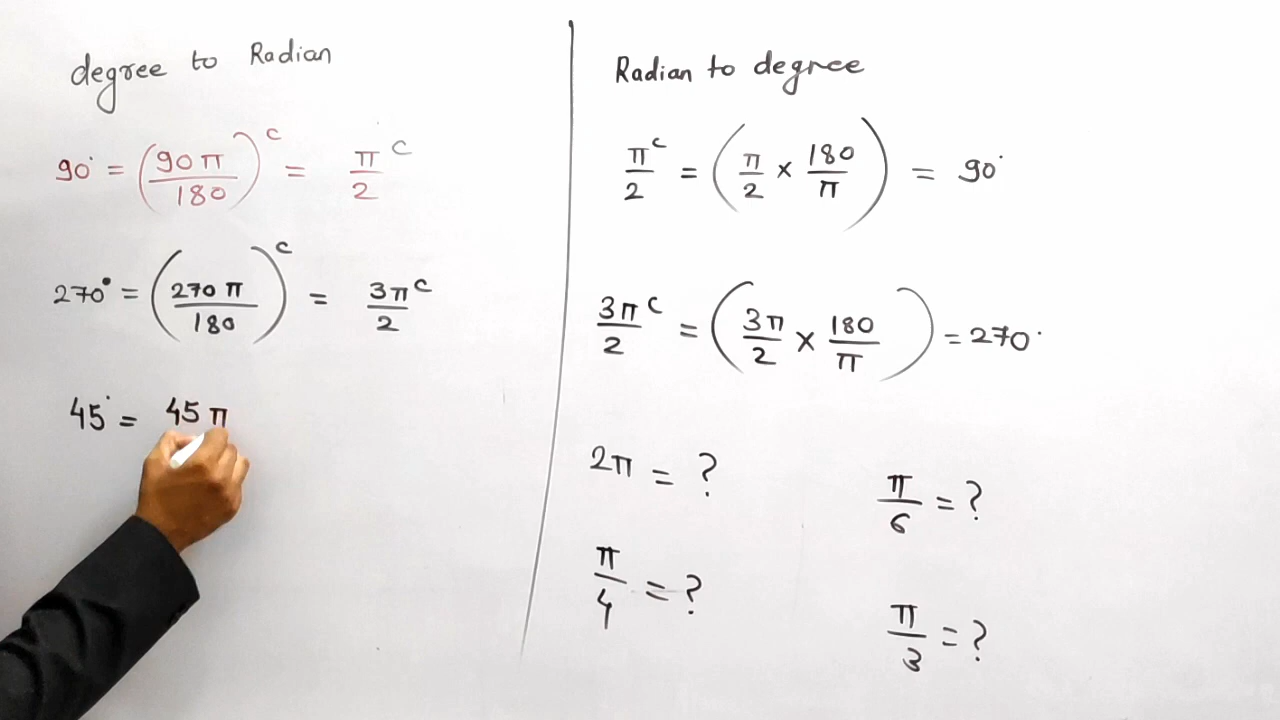 degree to Radian
90° = (90π/180)ᶜ = π/2 ᶜ
270° = (270π/180)ᶜ = 3π/2 ᶜ
45° = 45π
Radian to degree
π/2 ᶜ = (π/2 × 180/π) = 90°
3π/2 ᶜ = (3π/2 × 180/π) = 270°
2π = ?
π/6 = ?
π/4 = ?
π/3 = ?